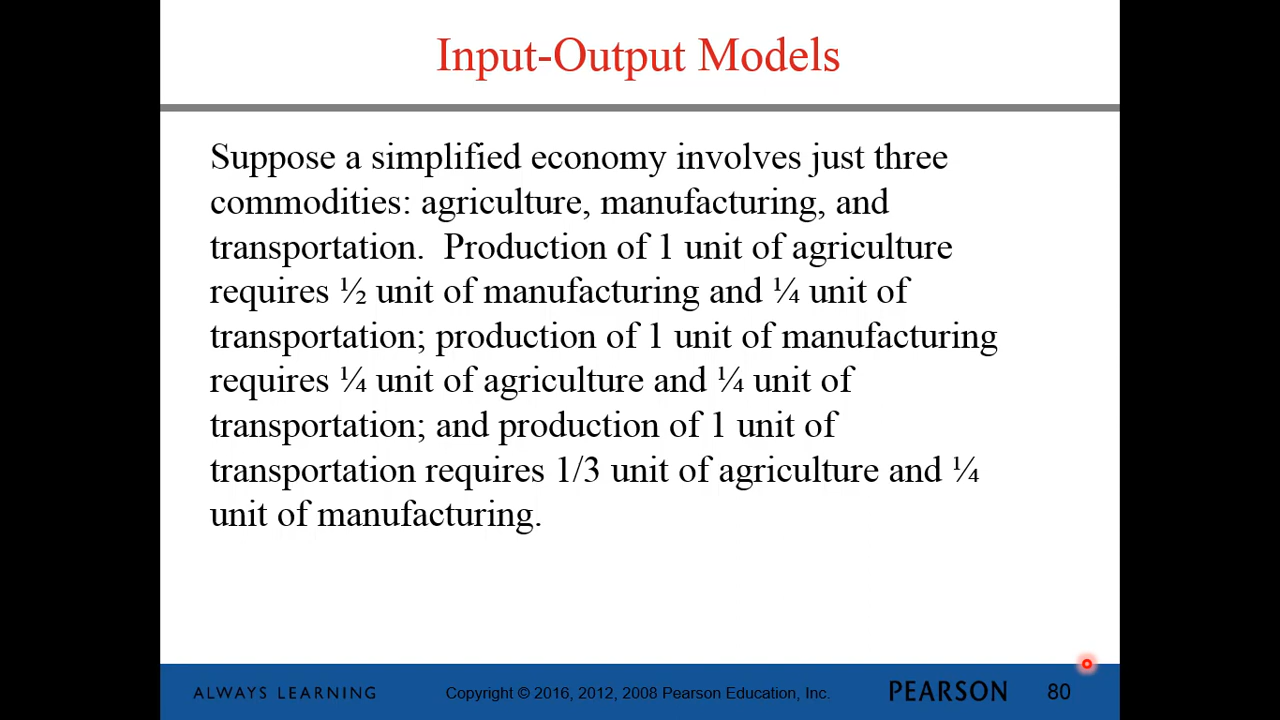 Input-Output Models
Suppose a simplified economy involves just three
commodities: agriculture, manufacturing, and
transportation.  Production of 1 unit of agriculture
requires ½ unit of manufacturing and ¼ unit of
transportation; production of 1 unit of manufacturing
requires ¼ unit of agriculture and ¼ unit of
transportation; and production of 1 unit of
transportation requires 1/3 unit of agriculture and ¼
unit of manufacturing.
ALWAYS LEARNING
Copyright © 2016, 2012, 2008 Pearson Education, Inc.
PEARSON
80